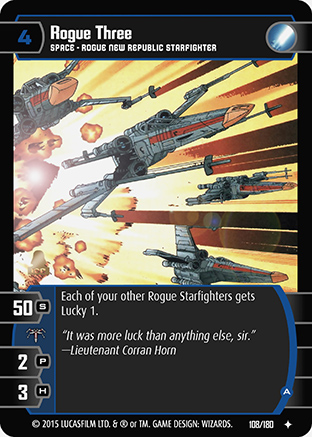 4
Rogue Three
SPACE - ROGUE NEW REPUBLIC STARFIGHTER
50 S
Each of your other Rogue Starfighters gets
Lucky 1.
"It was more luck than anything else, sir."
—Lieutenant Corran Horn
2 P
3 H
A
© 2015 LUCASFILM LTD. & ® OR TM. GAME DESIGN: WIZARDS. 108/180